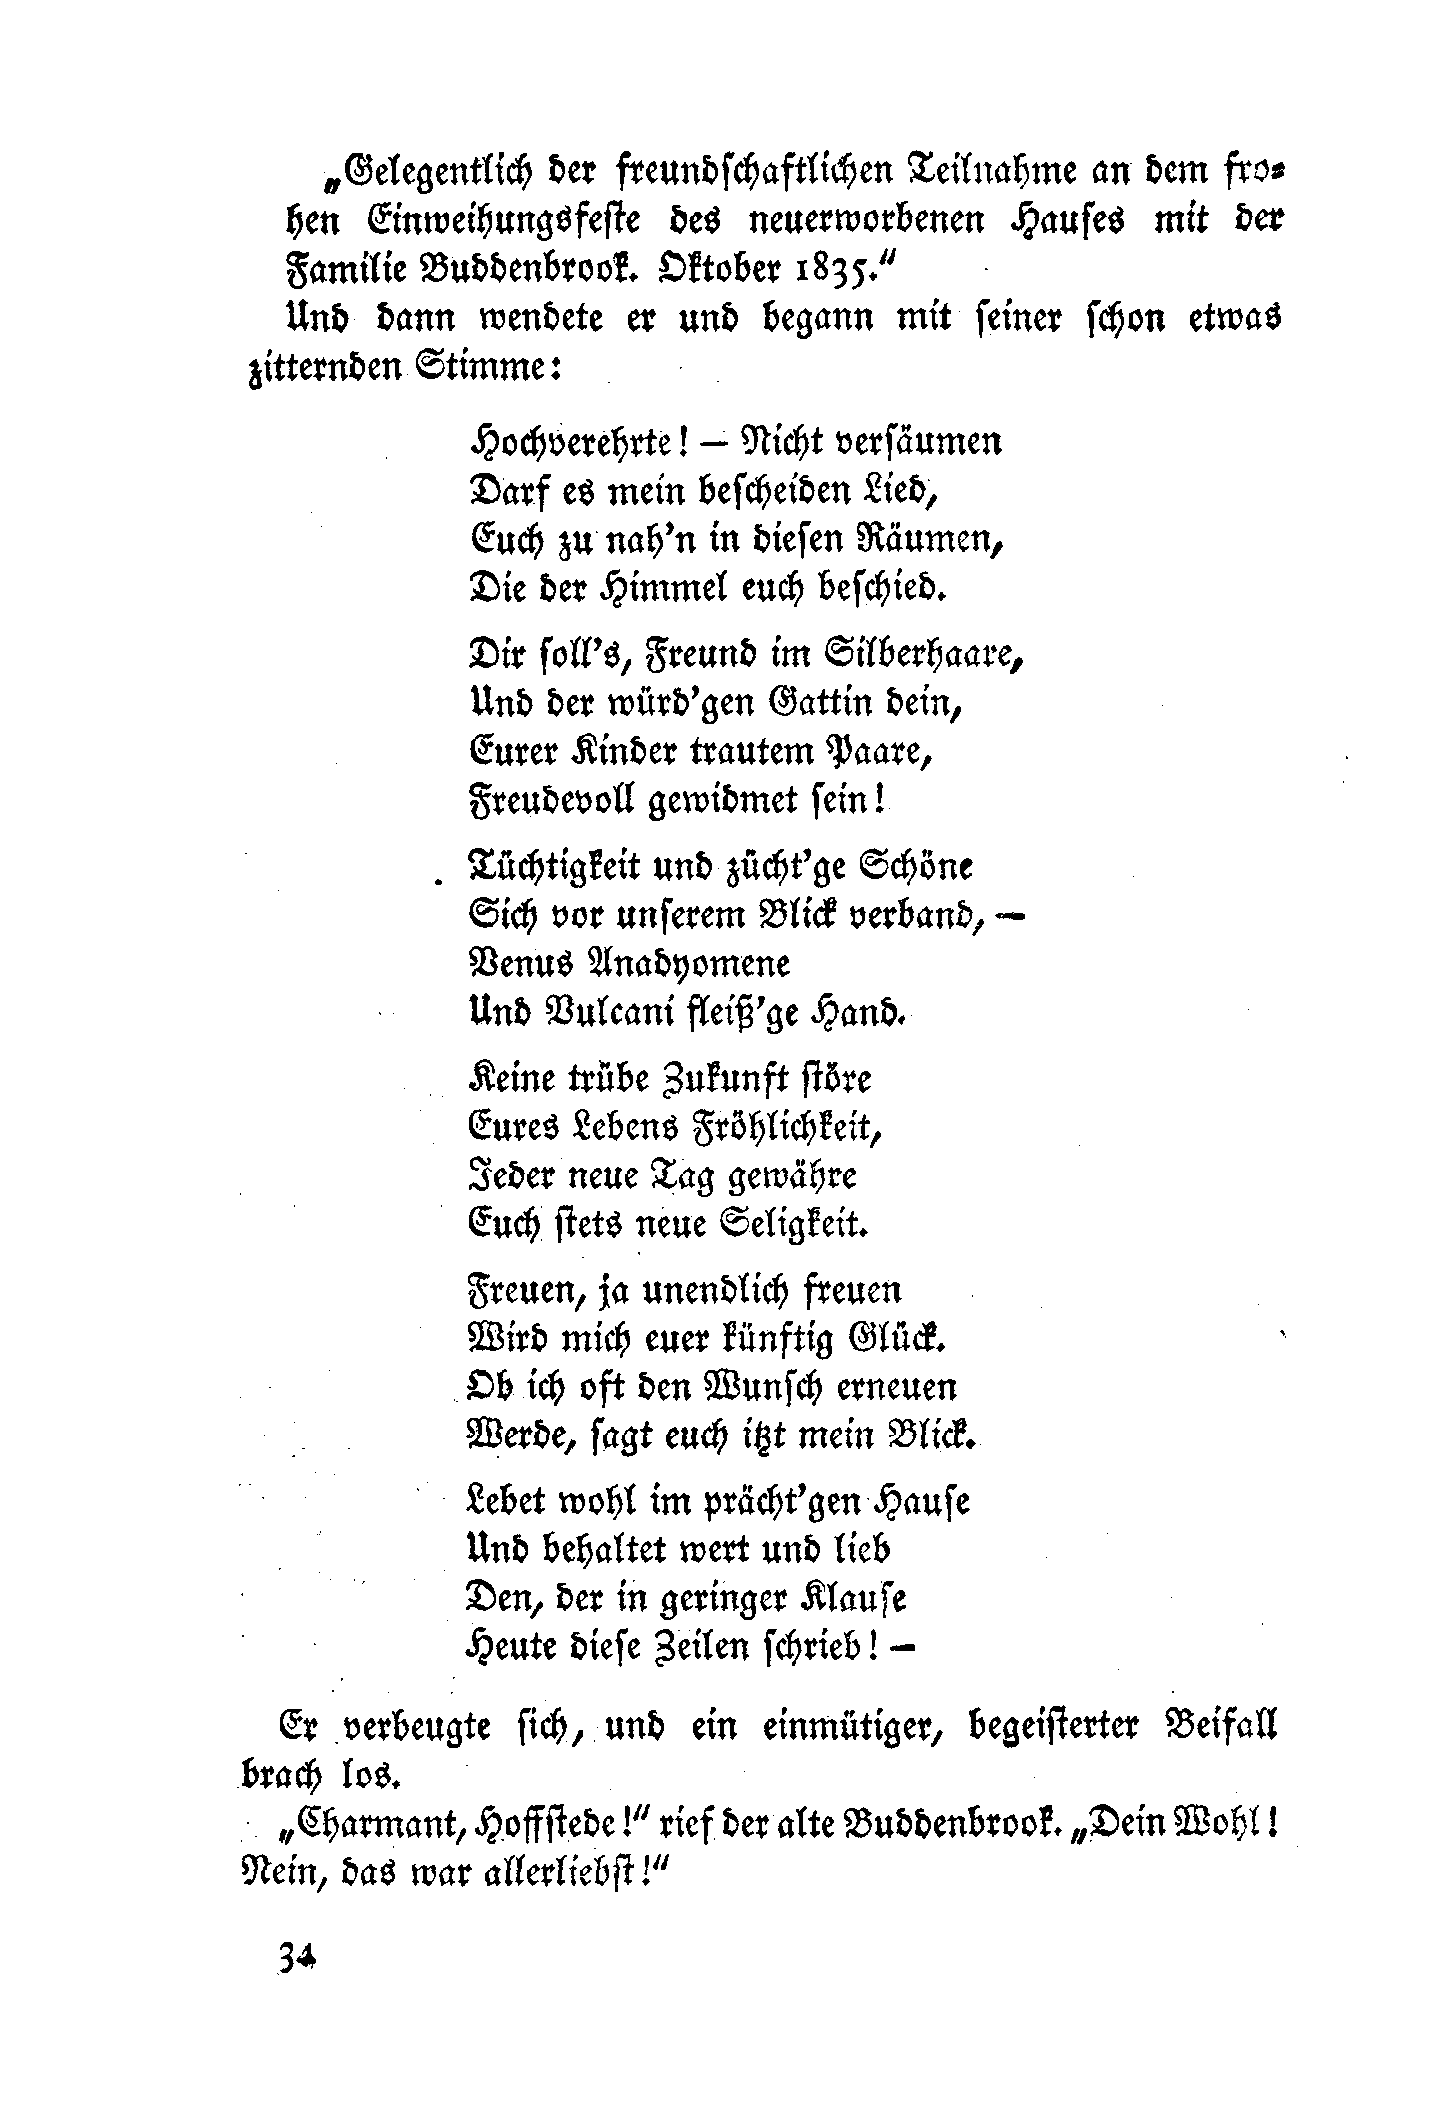 „Gelegentlich der freundschaftlichen Teilnahme an dem fro-
hen Einweihungsfeste des neuerworbenen Hauses mit der
Familie Buddenbrook. Oktober 1835.“
Und dann wendete er und begann mit seiner schon etwas
zitternden Stimme:
Hochverehrte! — Nicht versäumen
Darf es mein bescheiden Lied,
Euch zu nah’n in diesen Räumen,
Die der Himmel euch beschied.
Dir soll’s, Freund im Silberhaare,
Und der würd’gen Gattin dein,
Eurer Kinder trautem Paare,
Freudevoll gewidmet sein!
Tüchtigkeit und zücht’ge Schöne
Sich vor unserem Blick verband, —
Venus Anadyomene
Und Vulcani fleiß’ge Hand.
Keine trübe Zukunft störe
Eures Lebens Fröhlichkeit,
Jeder neue Tag gewähre
Euch stets neue Seligkeit.
Freuen, ja unendlich freuen
Wird mich euer künftig Glück.
Ob ich oft den Wunsch erneuen
Werde, sagt euch itzt mein Blick.
Lebet wohl im prächt’gen Hause
Und behaltet wert und lieb
Den, der in geringer Klause
Heute diese Zeilen schrieb! —
Er verbeugte sich, und ein einmütiger, begeisterter Beifall
brach los.
„Charmant, Hoffstede!“ rief der alte Buddenbrook. „Dein Wohl!
Nein, das war allerliebst!“
34